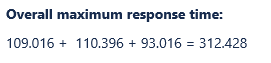 Overall maximum response time:
109.016 + 110.396 + 93.016 = 312.428